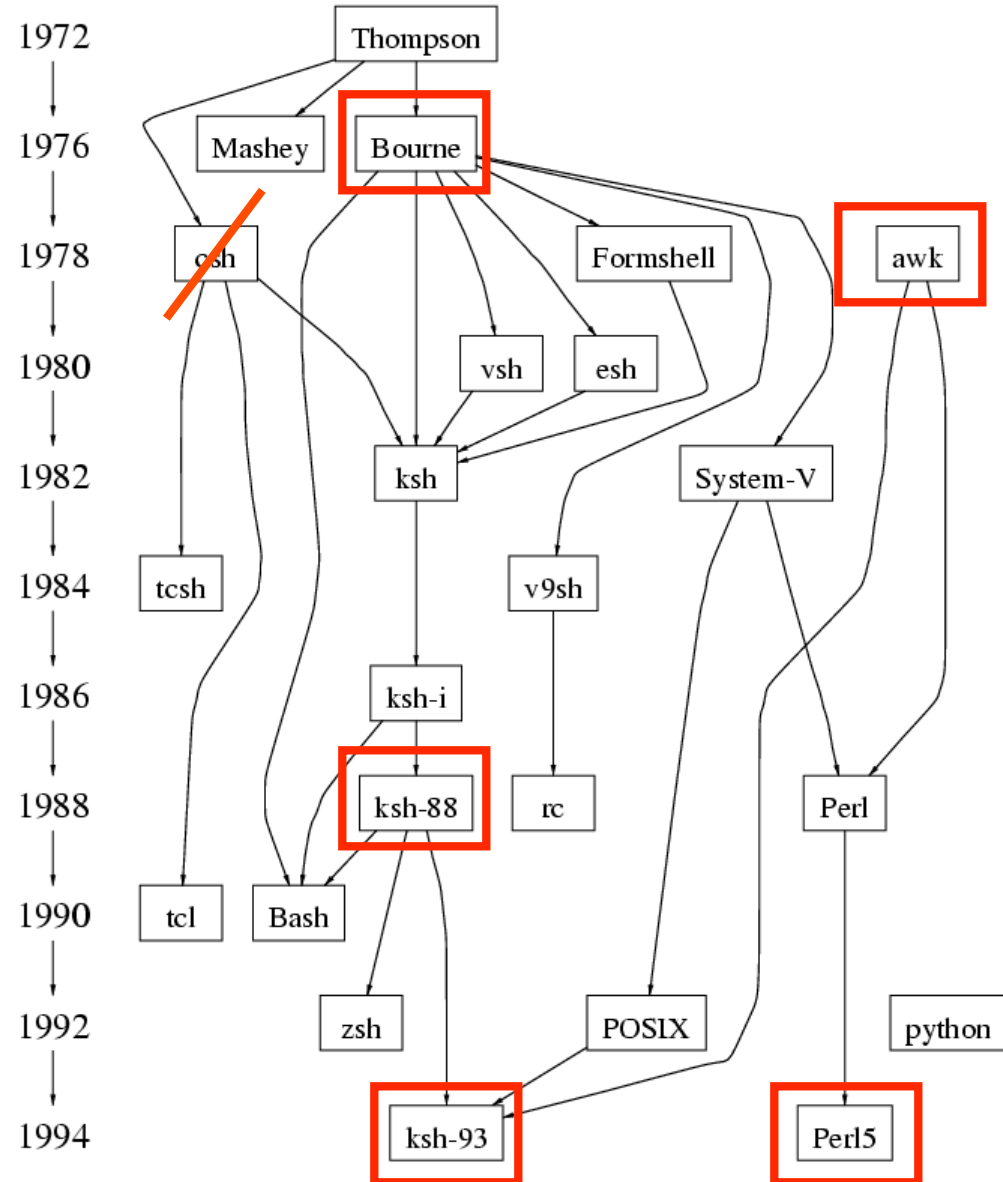 1972
Thompson
1976
Mashey
Bourne
1978
csh
Formshell
awk
1980
vsh
esh
1982
ksh
System-V
1984
tcsh
v9sh
1986
ksh-i
1988
ksh-88
rc
Perl
1990
tcl
Bash
1992
zsh
POSIX
python
1994
ksh-93
Perl5